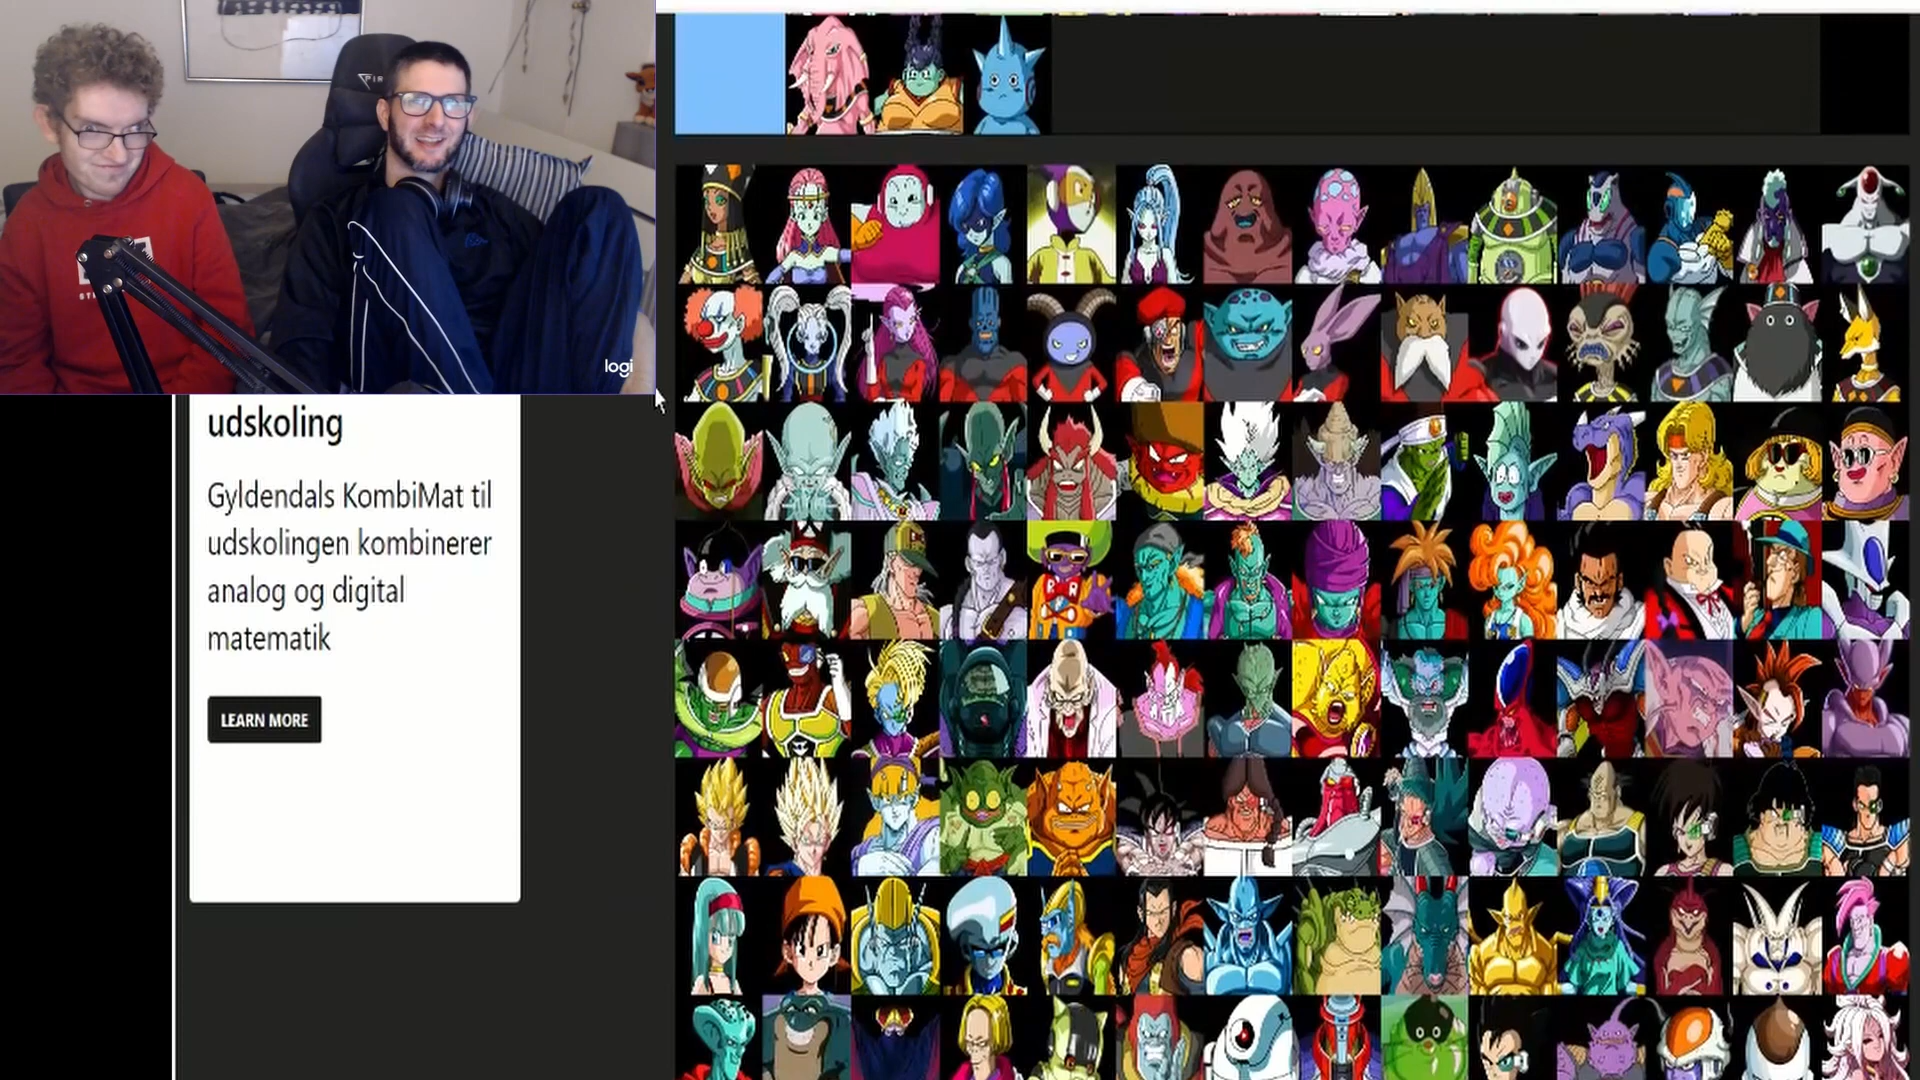 logi
udskoling
Gyldendals KombiMat til
udskolingen kombinerer
analog og digital
matematik
LEARN MORE